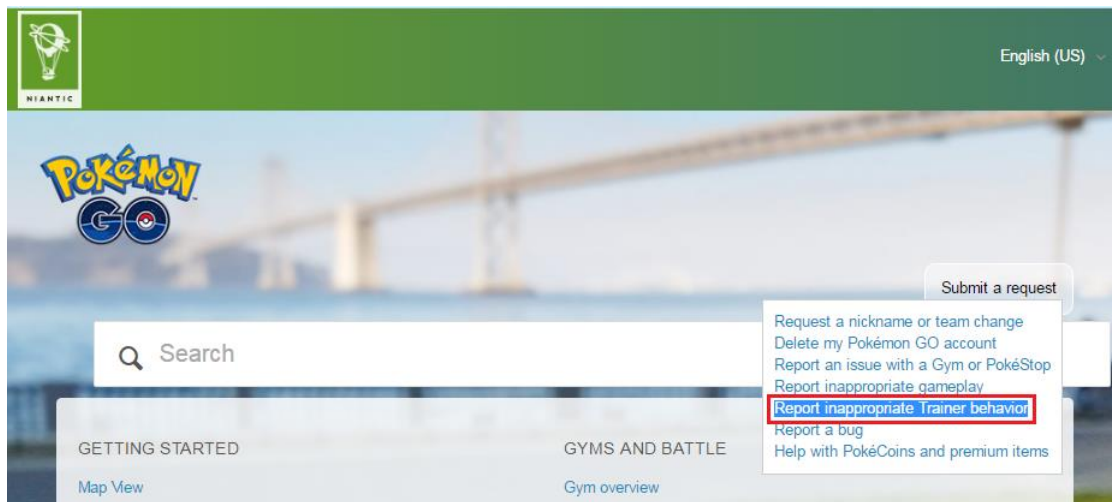 NIANTIC
English (US)
POKéMON
GO
Submit a request
Request a nickname or team change
Delete my Pokémon GO account
Report an issue with a Gym or PokéStop
Report inappropriate gameplay
Report inappropriate Trainer behavior
Report a bug
Help with PokéCoins and premium items
Search
GETTING STARTED
GYMS AND BATTLE
Map View
Gym overview